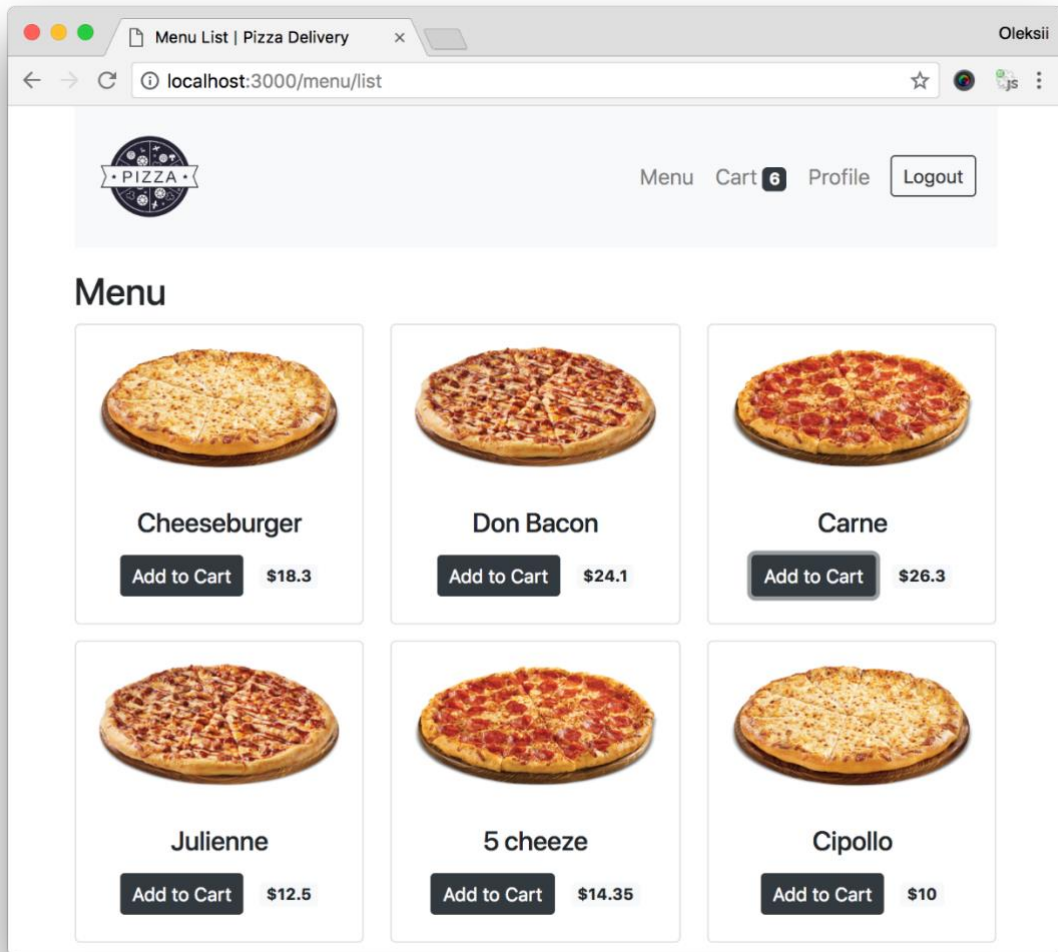 Menu List | Pizza Delivery
Oleksii
localhost:3000/menu/list
JS
• PIZZA •
Menu Cart 6 Profile Logout
Menu
Cheeseburger Don Bacon Carne
Add to Cart $18.3 Add to Cart $24.1 Add to Cart $26.3
Julienne 5 cheeze Cipollo
Add to Cart $12.5 Add to Cart $14.35 Add to Cart $10